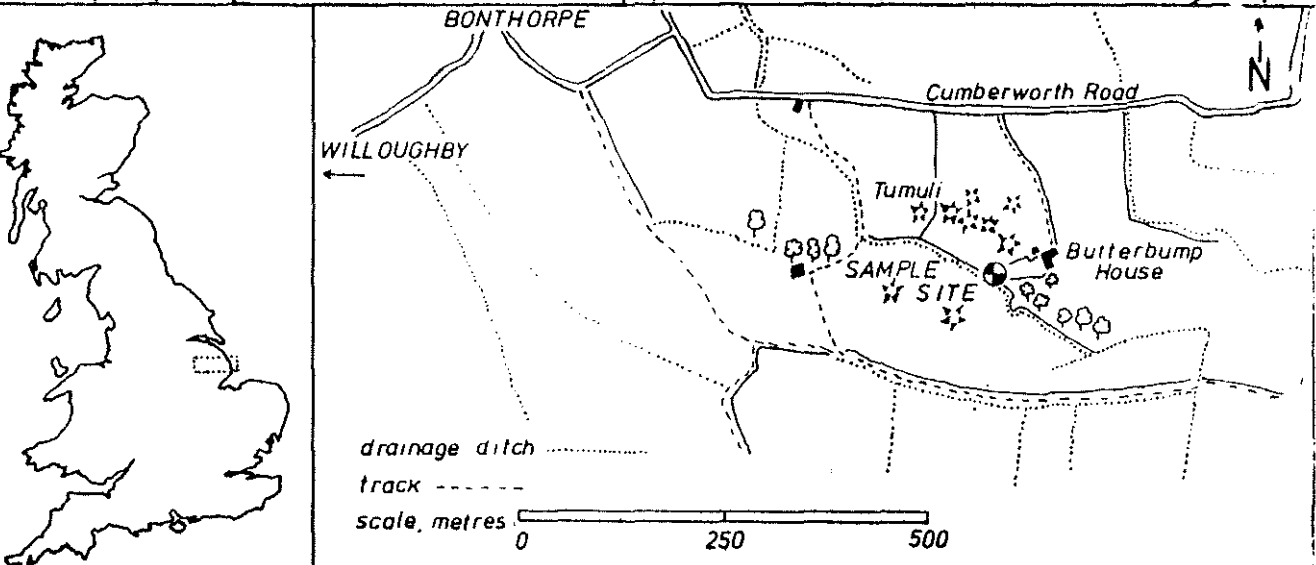 BONTHORPE
N
Cumberworth Road
WILLOUGHBY
Tumuli
Butterbump
House
SAMPLE
SITE
drainage ditch
track
scale, metres
0 250 500